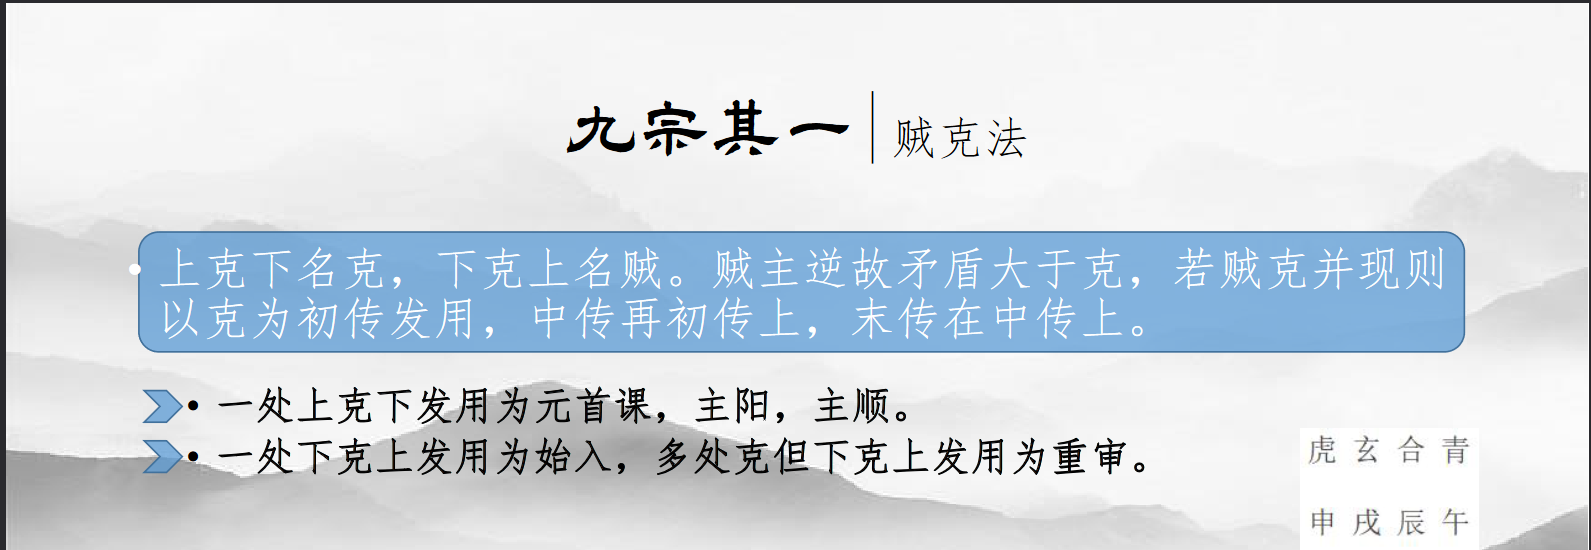 九宗其一 贼克法
• 上克下名克，下克上名贼。贼主逆故矛盾大于克，若贼克并现则
以克为初传发用，中传再初传上，末传在中传上。
• 一处上克下发用为元首课，主阳，主顺。
• 一处下克上发用为始入，多处克但下克上发用为重审。
虎 玄 合 青
申 戌 辰 午